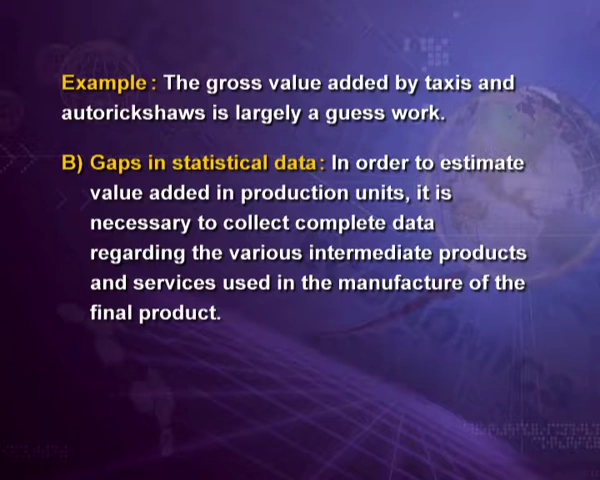 Example : The gross value added by taxis and
autorickshaws is largely a guess work.
B) Gaps in statistical data : In order to estimate
value added in production units, it is
necessary to collect complete data
regarding the various intermediate products
and services used in the manufacture of the
final product.